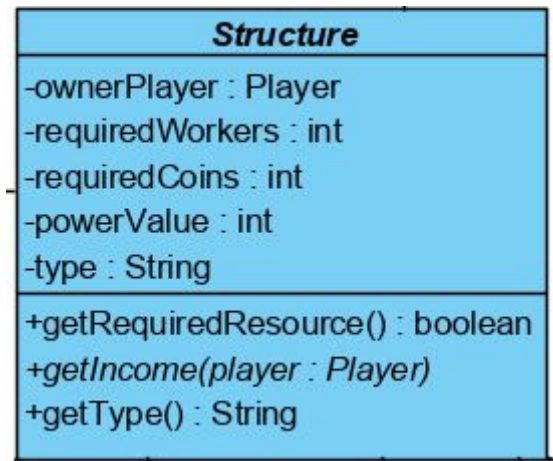 Structure
-ownerPlayer : Player
-requiredWorkers : int
-requiredCoins : int
-powerValue : int
-type : String
+getRequiredResource() : boolean
+getIncome(player : Player)
+getType() : String